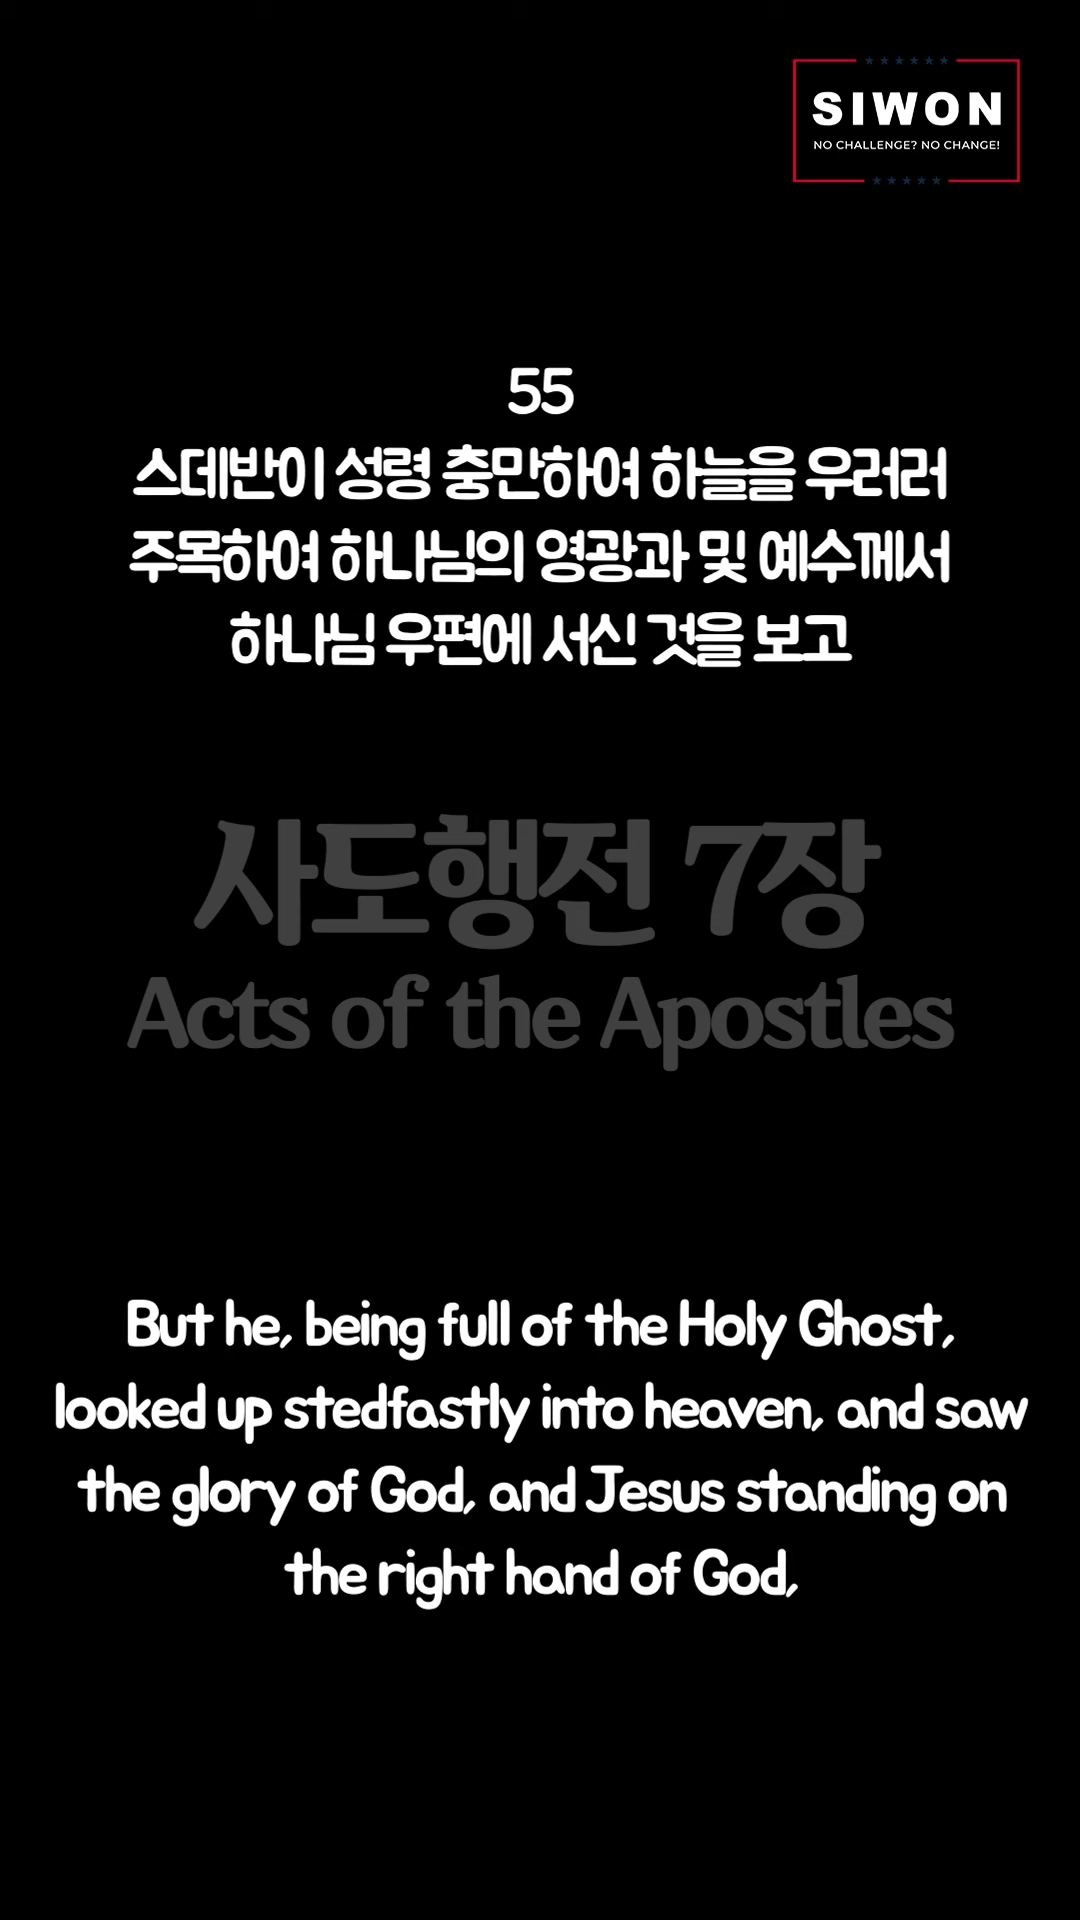 SIWON
NO CHALLENGE? NO CHANGE!
55
스데반이 성령 충만하여 하늘을 우러러
주목하여 하나님의 영광과 및 예수께서
하나님 우편에 서신 것을 보고
사도행전 7장
Acts of the Apostles
But he, being full of the Holy Ghost,
looked up stedfastly into heaven, and saw
the glory of God, and Jesus standing on
the right hand of God,